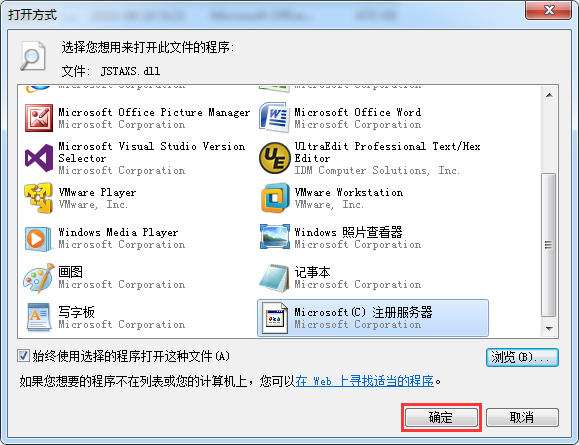 打开方式
选择您想用来打开此文件的程序:
文件: JSTAXS.dll
Microsoft Corporation
Microsoft Corporation
Microsoft Office Picture Manager
Microsoft Corporation
Microsoft Office Word
Microsoft Corporation
Microsoft Visual Studio Version
Selector
Microsoft Corporation
UltraEdit Professional Text/Hex
Editor
IDM Computer Solutions, Inc.
VMware Player
VMware, Inc.
VMware Workstation
VMware, Inc.
Windows Media Player
Microsoft Corporation
Windows 照片查看器
Microsoft Corporation
画图
Microsoft Corporation
记事本
Microsoft Corporation
写字板
Microsoft Corporation
Microsoft(C) 注册服务器
Microsoft Corporation
始终使用选择的程序打开这种文件(A)
浏览(B)...
如果您想要的程序不在列表或您的计算机上，您可以在 Web 上寻找适当的程序。
确定
取消